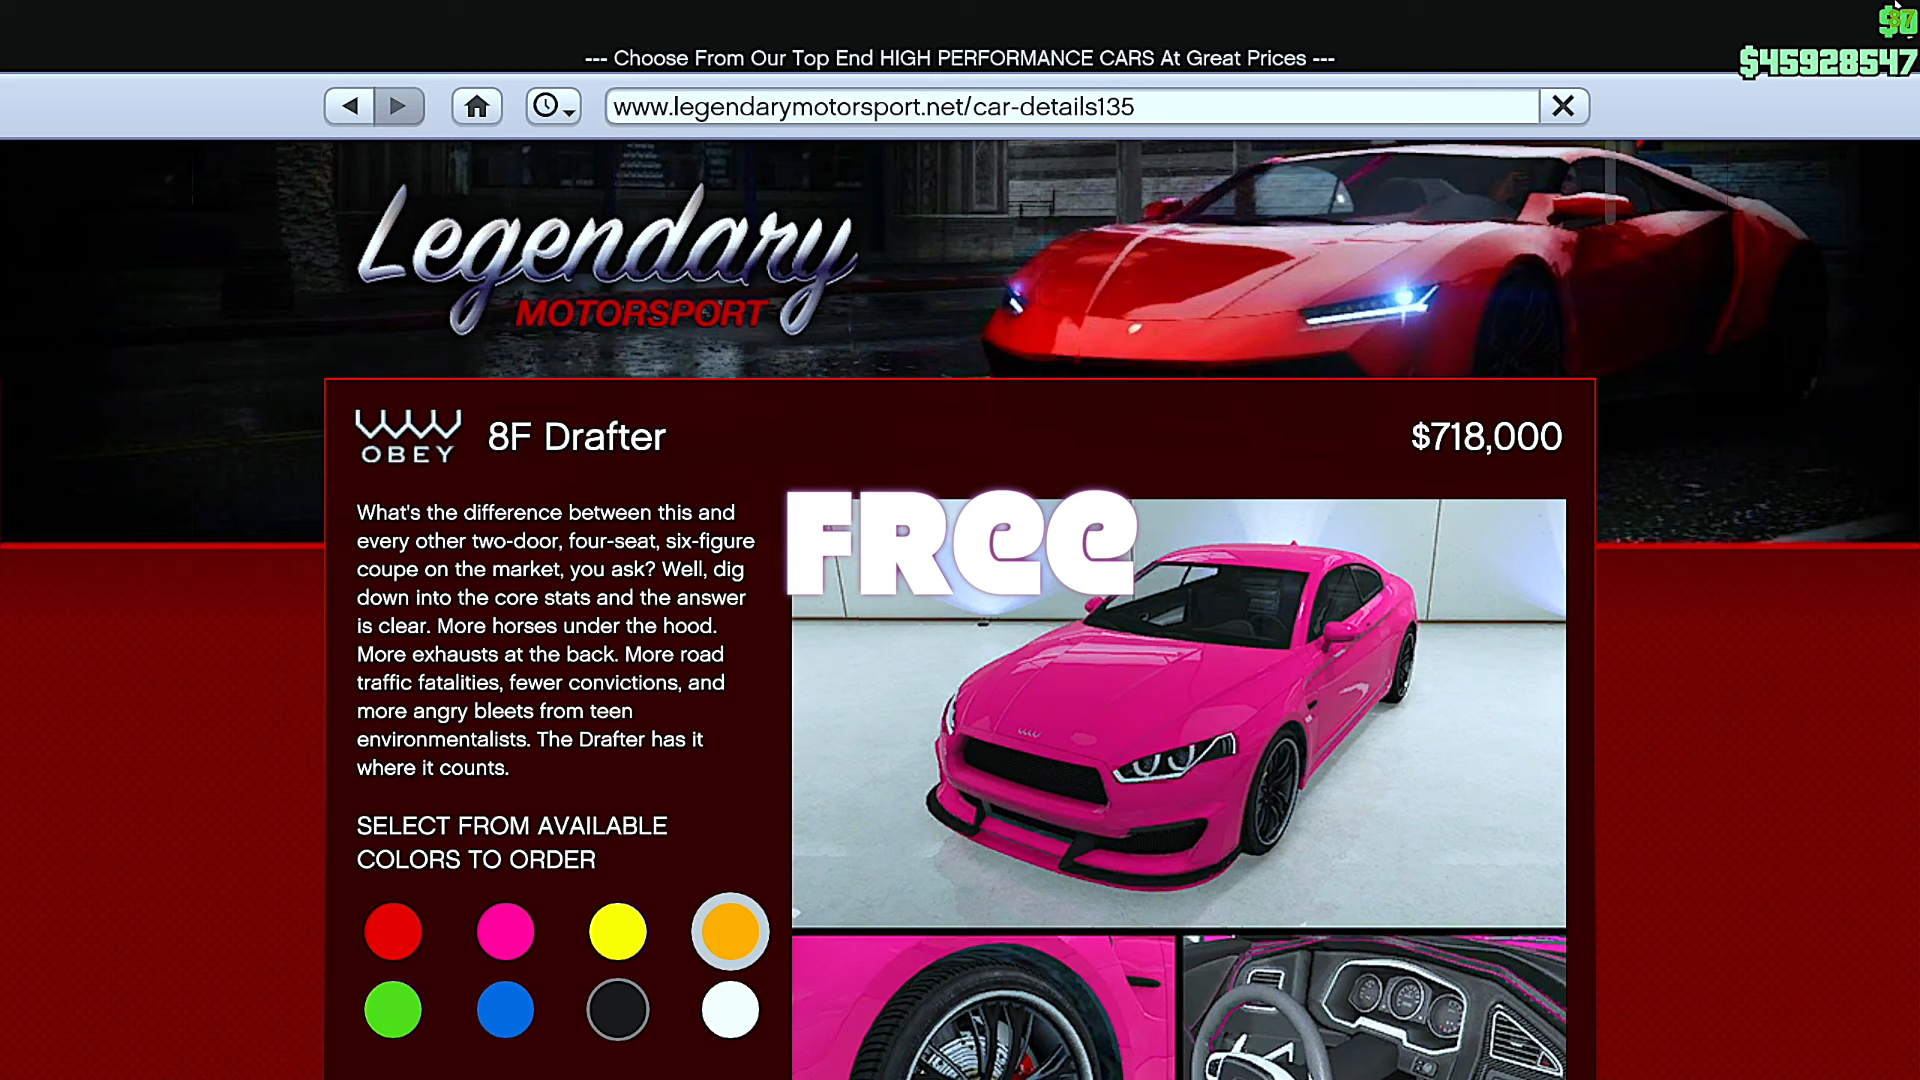 --- Choose From Our Top End HIGH PERFORMANCE CARS At Great Prices ---
$45928547
www.legendarymotorsport.net/car-details135
Legendary
MOTORSPORT
OBEY
8F Drafter
$718,000
FREE
What's the difference between this and
every other two-door, four-seat, six-figure
coupe on the market, you ask? Well, dig
down into the core stats and the answer
is clear. More horses under the hood.
More exhausts at the back. More road
traffic fatalities, fewer convictions, and
more angry bleets from teen
environmentalists. The Drafter has it
where it counts.
SELECT FROM AVAILABLE
COLORS TO ORDER